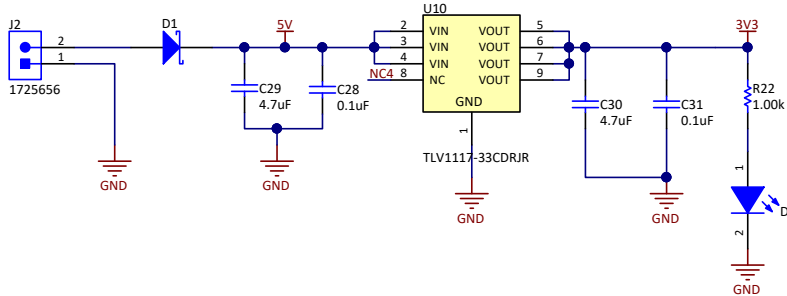 J2
2
1
1725656
GND
D1
5V
C29
4.7uF
C28
0.1uF
GND
U10
2 VIN VOUT 5
3 VIN VOUT 6
4 VIN VOUT 7
NC4 8 NC VOUT 9
GND
1
TLV1117-33CDRJR
GND
C30
4.7uF
C31
0.1uF
GND
3V3
R22
1.00k
1
D
2
GND